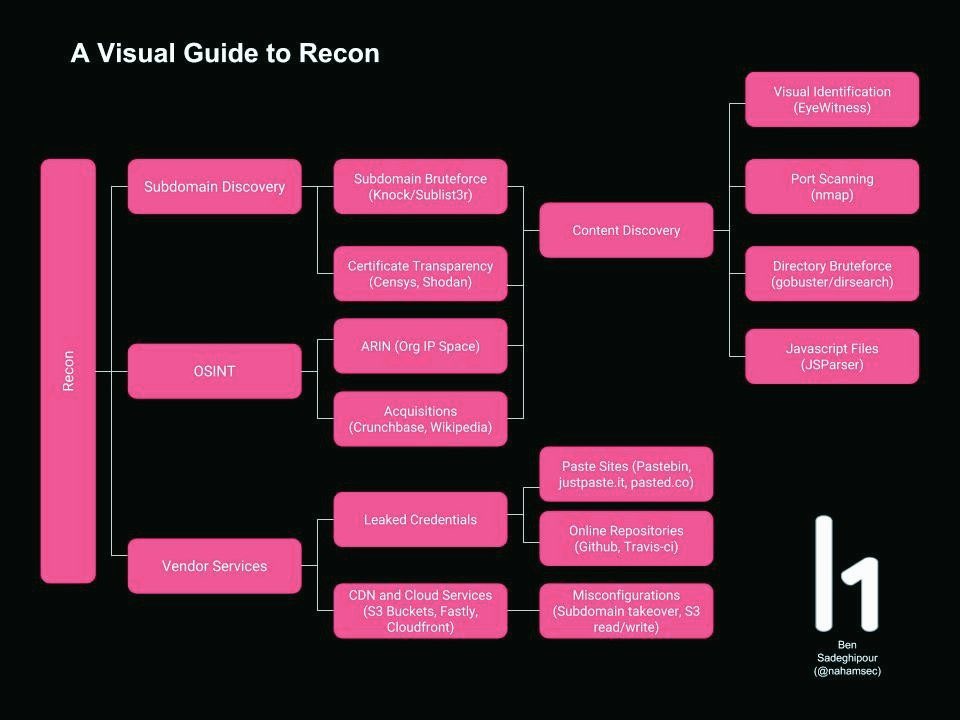 A Visual Guide to Recon
Recon
Subdomain Discovery
OSINT
Vendor Services
Subdomain Bruteforce
(Knock/Sublist3r)
Certificate Transparency
(Censys, Shodan)
ARIN (Org IP Space)
Acquisitions
(Crunchbase, Wikipedia)
Leaked Credentials
CDN and Cloud Services
(S3 Buckets, Fastly,
Cloudfront)
Content Discovery
Paste Sites (Pastebin,
justpaste.it, pasted.co)
Online Repositories
(Github, Travis-ci)
Misconfigurations
(Subdomain takeover, S3
read/write)
Visual Identification
(EyeWitness)
Port Scanning
(nmap)
Directory Bruteforce
(gobuster/dirsearch)
Javascript Files
(JSParser)
h1
Ben
Sadeghipour
(@nahamsec)